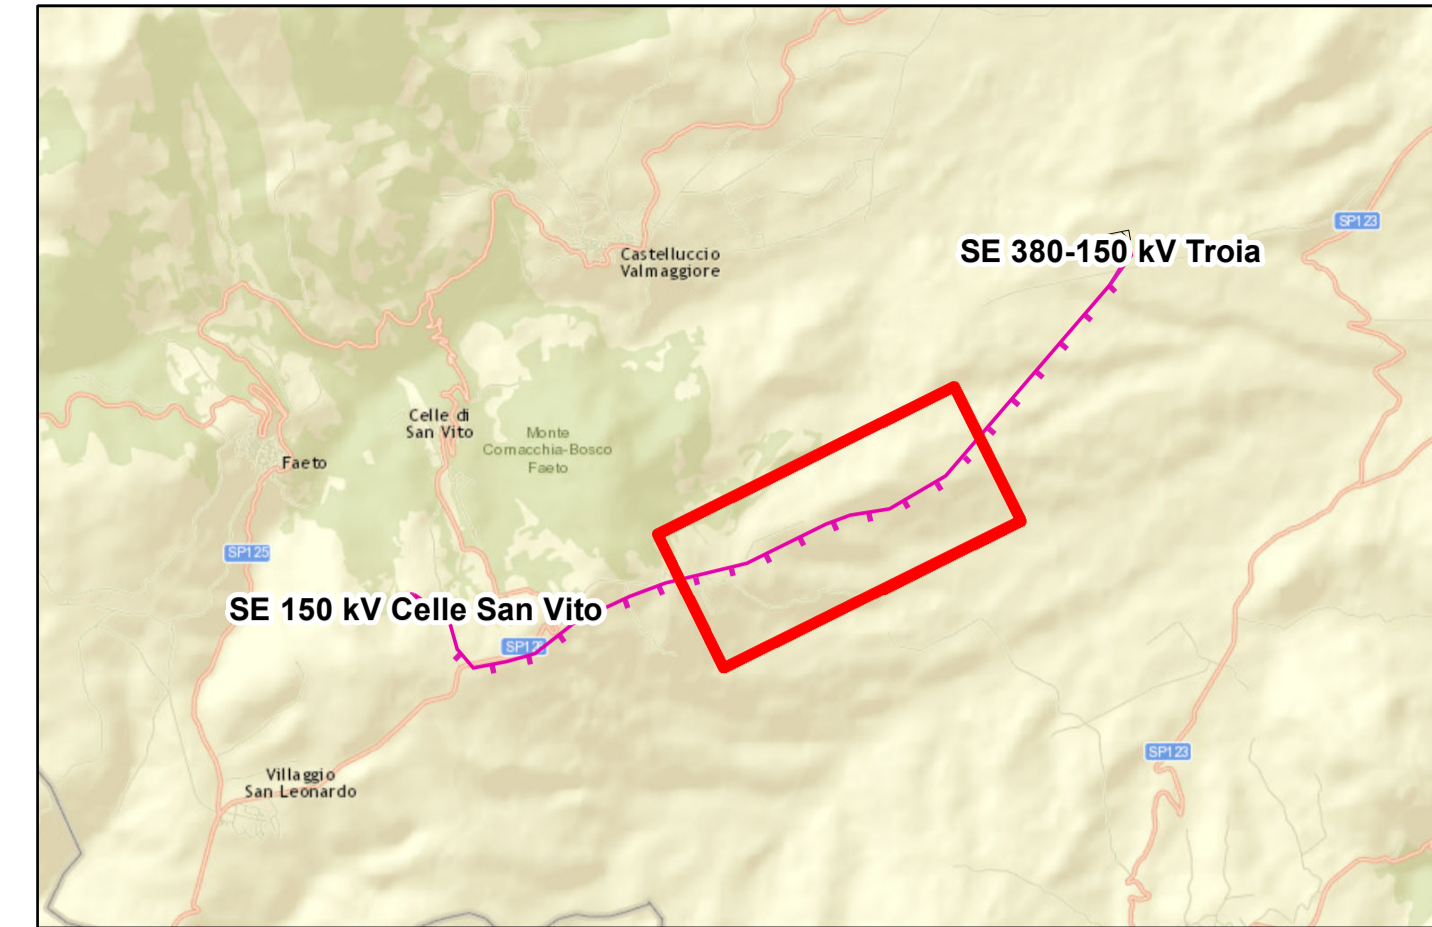 SP123
Castelluccio
Valmaggiore
SE 380-150 kV Troia
Celle di
San Vito
Monte
Cornacchia-Bosco
Faeto
Faeto
SP125
SE 150 kV Celle San Vito
SP123
Villaggio
San Leonardo